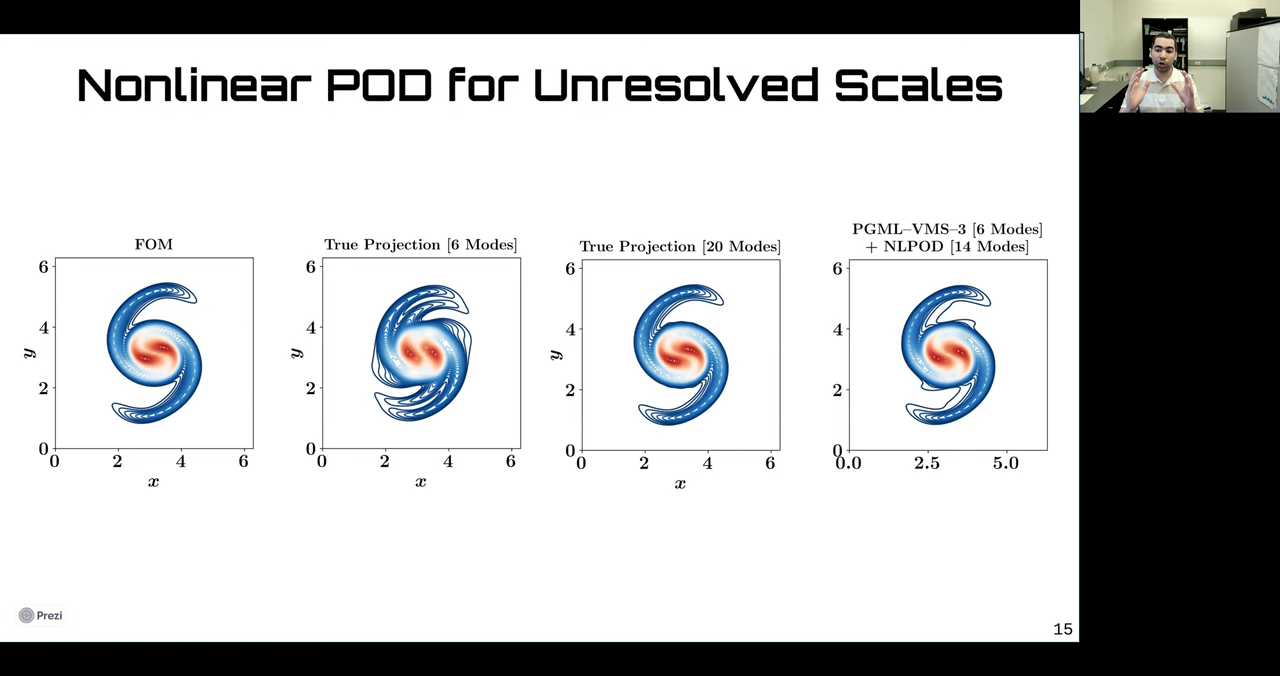 Nonlinear POD for Unresolved Scales
FOM
6
4
2
0
y
0 2 4 6
x
True Projection [6 Modes]
6
4
2
0
y
0 2 4 6
x
True Projection [20 Modes]
6
4
2
0
y
0 2 4 6
x
PGML–VMS–3 [6 Modes]
+ NLPOD [14 Modes]
6
4
2
0
0.0 2.5 5.0
Prezi
15